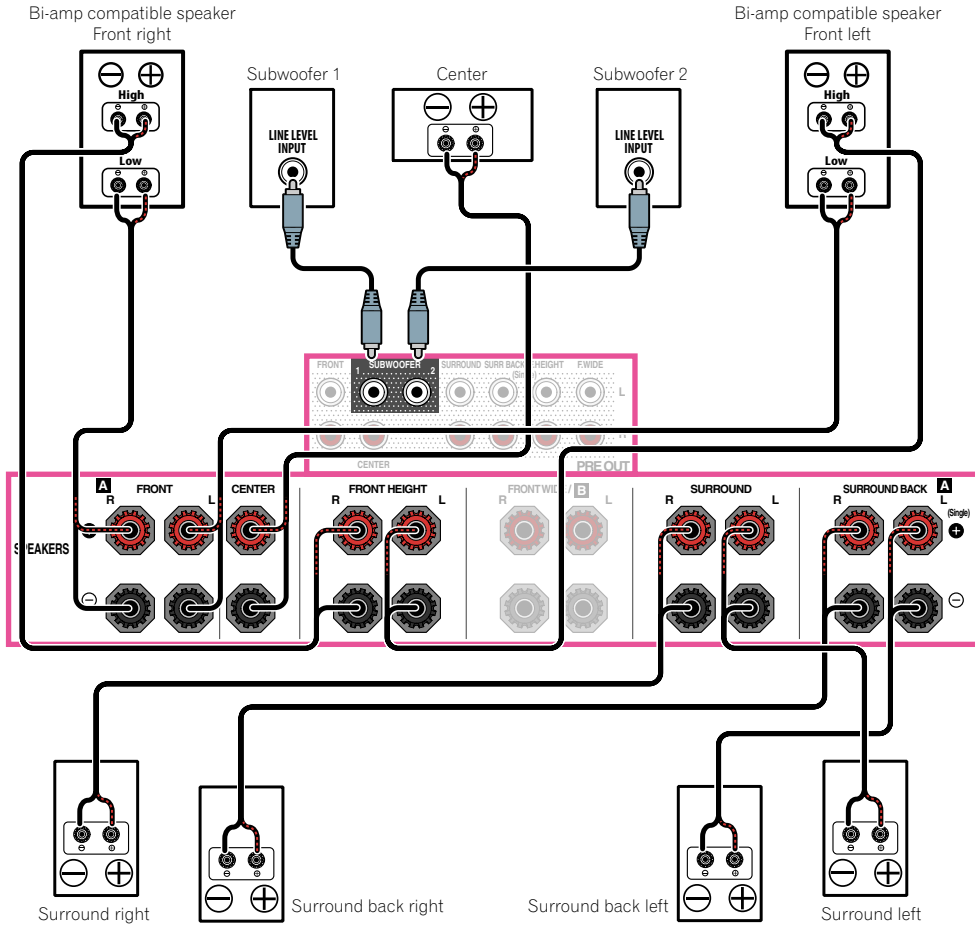 Bi-amp compatible speaker
Front right
Bi-amp compatible speaker
Front left
Subwoofer 1
Center
Subwoofer 2
High
Low
LINE LEVEL
INPUT
LINE LEVEL
INPUT
High
Low
FRONT
SUBWOOFER
1
2
SURROUND
SURR BACK
(Single)
F.HEIGHT
F.WIDE
L
R
CENTER
PRE OUT
A
FRONT
R
L
CENTER
FRONT HEIGHT
R
L
FRONT WIDE / B
R
L
SURROUND
R
L
SURROUND BACK
A
R
L
(Single)
SPEAKERS
Surround right
Surround back right
Surround back left
Surround left